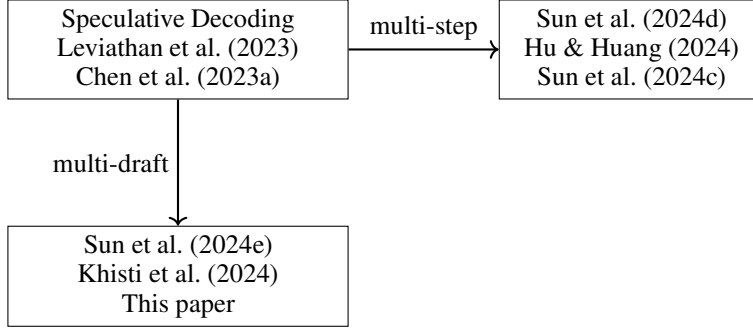 Speculative Decoding
Leviathan et al. (2023)
Chen et al. (2023a)
multi-step
Sun et al. (2024d)
Hu & Huang (2024)
Sun et al. (2024c)
multi-draft
Sun et al. (2024e)
Khisti et al. (2024)
This paper